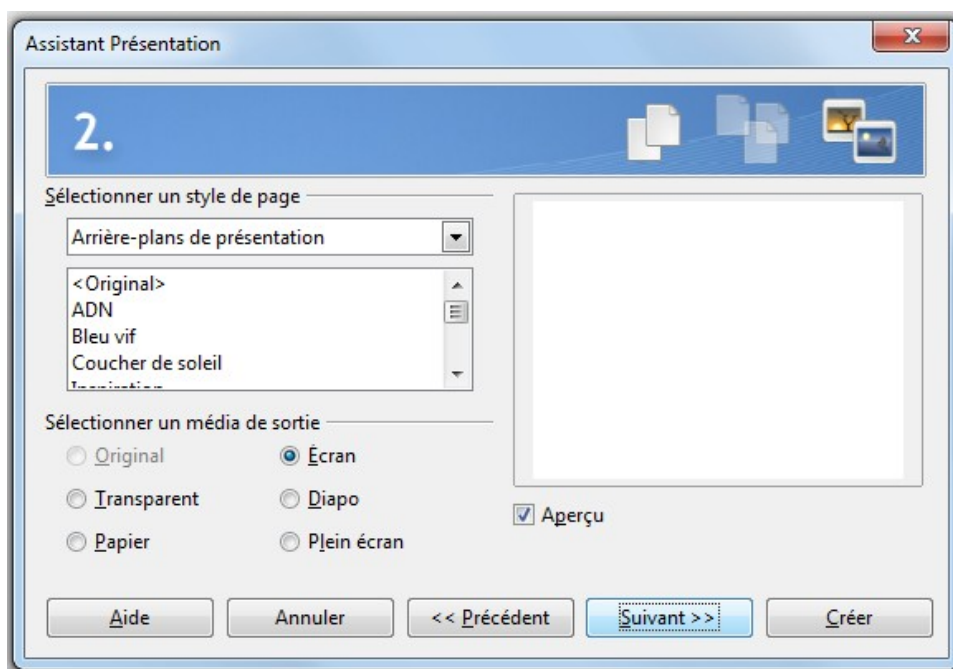 Assistant Présentation
2.
Sélectionner un style de page
Arrière-plans de présentation
<Original>
ADN
Bleu vif
Coucher de soleil
Sélectionner un média de sortie
Original
Écran
Transparent
Diapo
Aperçu
Papier
Plein écran
Aide
Annuler
<< Précédent
Suivant >>
Créer